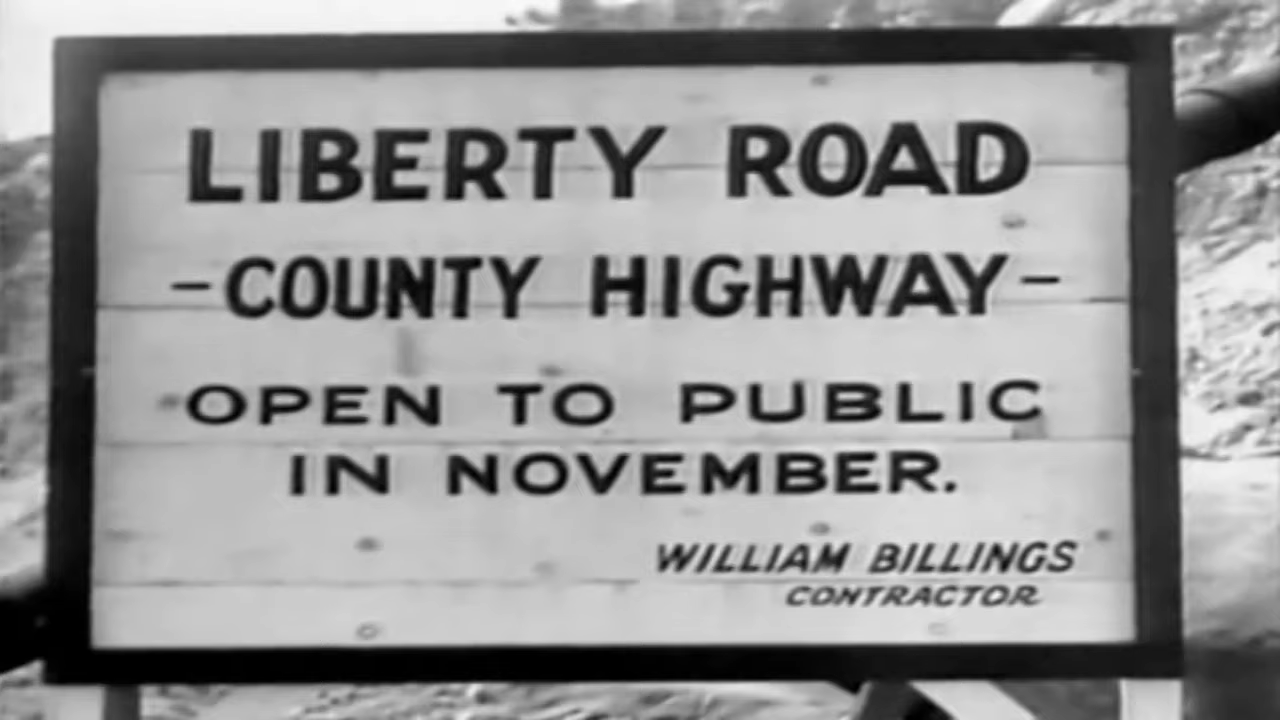 LIBERTY ROAD
-COUNTY HIGHWAY-
OPEN TO PUBLIC
IN NOVEMBER.
WILLIAM BILLINGS
CONTRACTOR